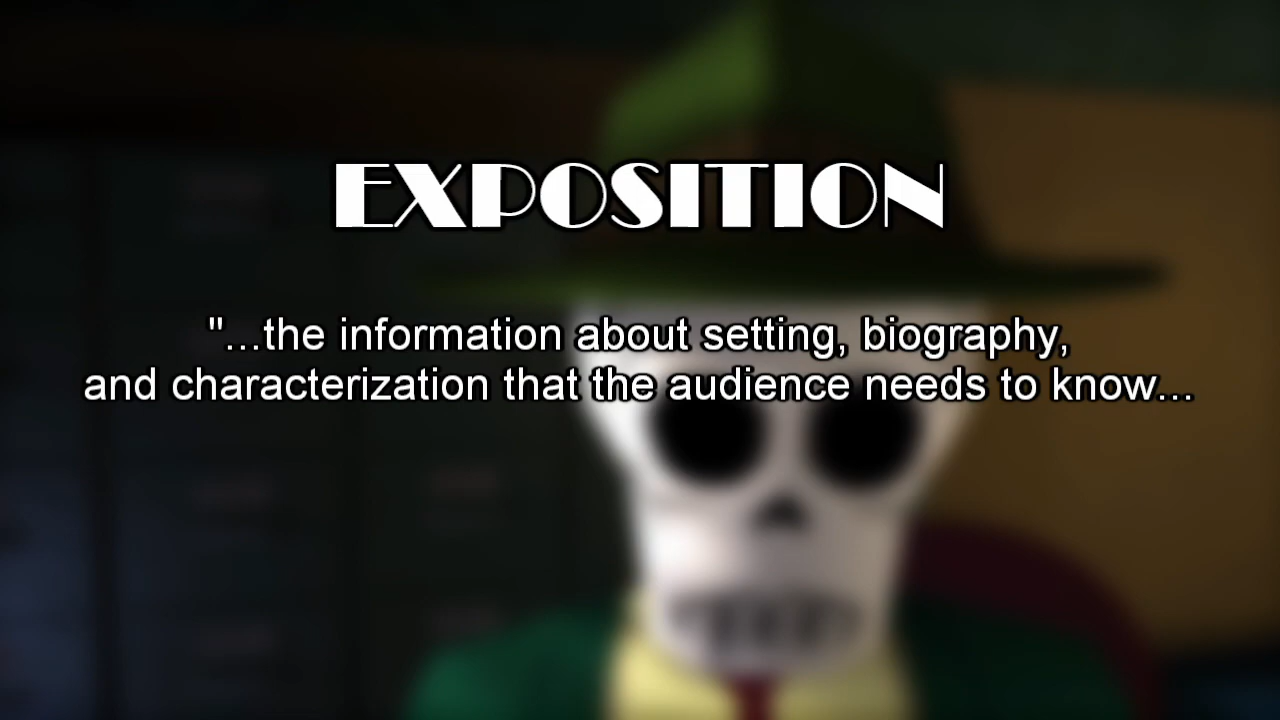 EXPOSITION
"...the information about setting, biography,
and characterization that the audience needs to know...